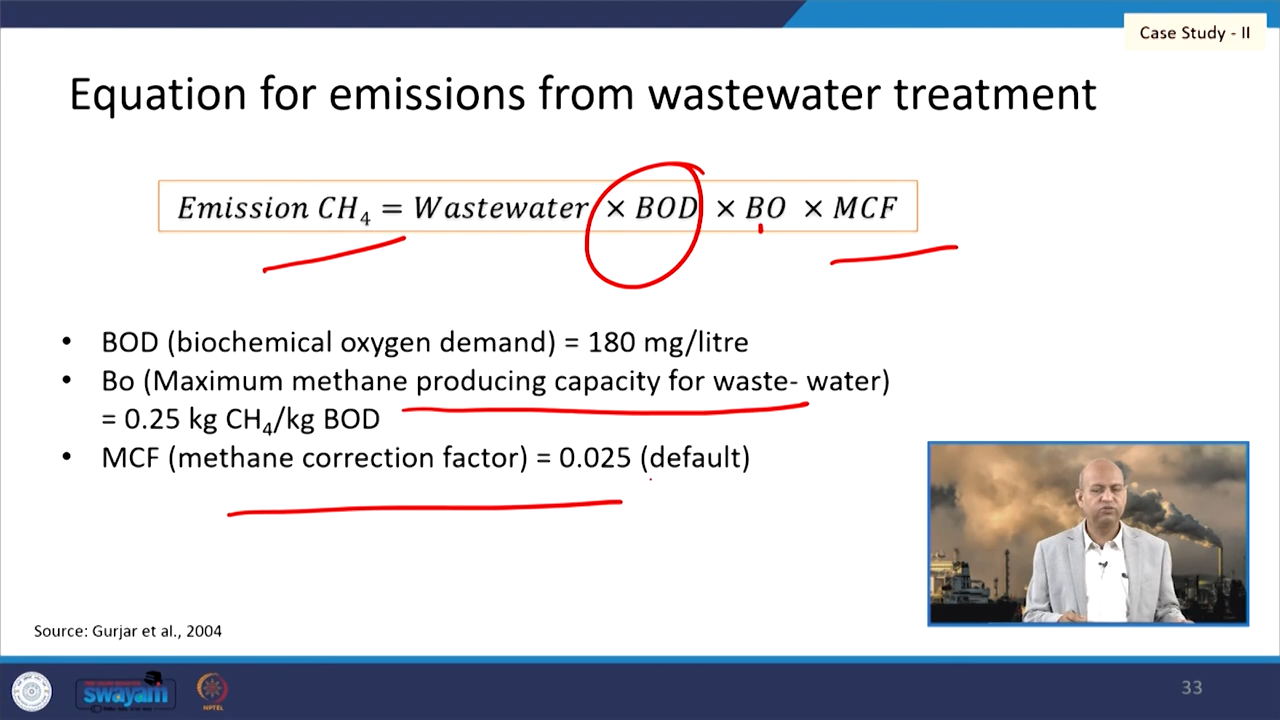 Case Study - II
Equation for emissions from wastewater treatment
Emission CH₄ = Wastewater × BOD × BO × MCF
• BOD (biochemical oxygen demand) = 180 mg/litre
• Bo (Maximum methane producing capacity for waste- water)
= 0.25 kg CH₄/kg BOD
• MCF (methane correction factor) = 0.025 (default)
Source: Gurjar et al., 2004
swayam
NPTEL
33